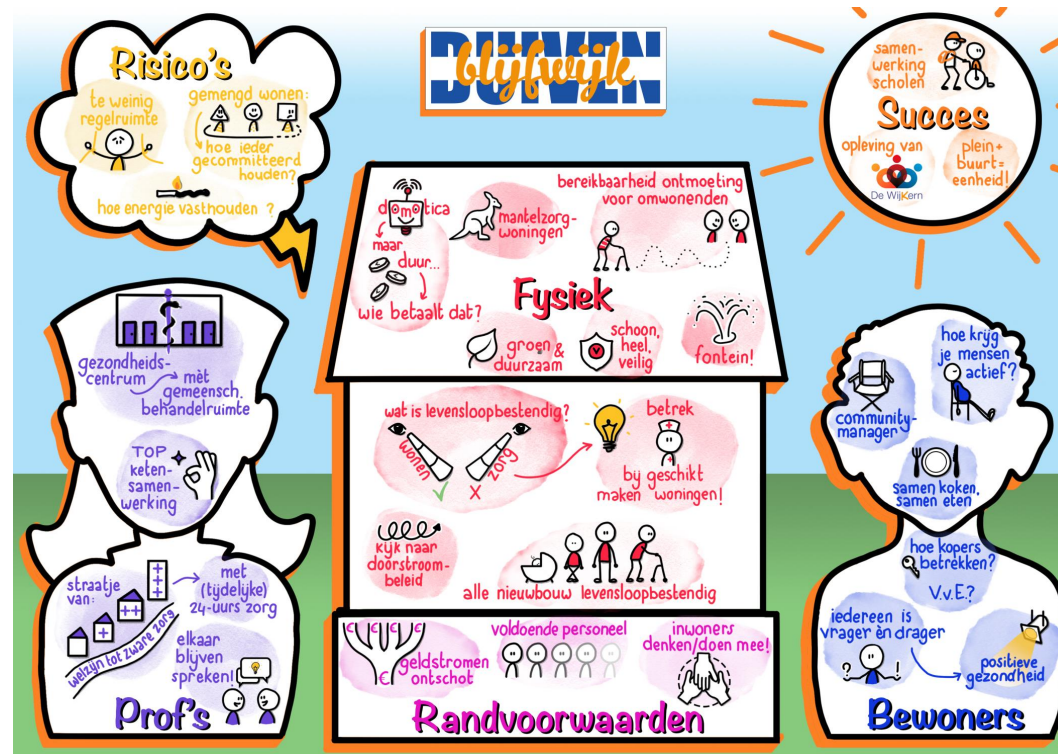 DUIVEN
blijfwijk
Risico's
te weinig
regelruimte
gemengd wonen:
hoe ieder
gecommitteerd
houden?
hoe energie vasthouden ?
samen-
werking
scholen
Succes
opleving van
De WijKern
plein+
buurt=
eenheid!
domotica
maar
duur...
wie betaalt dat?
mantelzorg-
woningen
bereikbaarheid ontmoeting
voor omwonenden
Fysiek
groen &
duurzaam
schoon,
heel,
veilig
fontein!
wat is levensloopbestendig?
wonen
zorg
X
betrek
bij geschikt
maken woningen!
kijk naar
doorstroom-
beleid
alle nieuwbouw levensloopbestendig
€ € € €
€
geldstromen
ontschot
voldoende personeel
inwoners
denken/doen mee!
Randvoorwaarden
gezondheids-
centrum
mèt
gemeensch.
behandelruimte
TOP
keten-
samen-
werking
straatje
van:
welzijn tot zware zorg
met
(tijdelijke)
24-uurs zorg
elkaar
blijven
spreken!
Prof's
community-
manager
hoe krijg
je mensen
actief?
samen koken,
samen eten
hoe kopers
betrekken?
V.v.E.?
iedereen is
vrager èn drager
? !
positieve
gezondheid
Bewoners